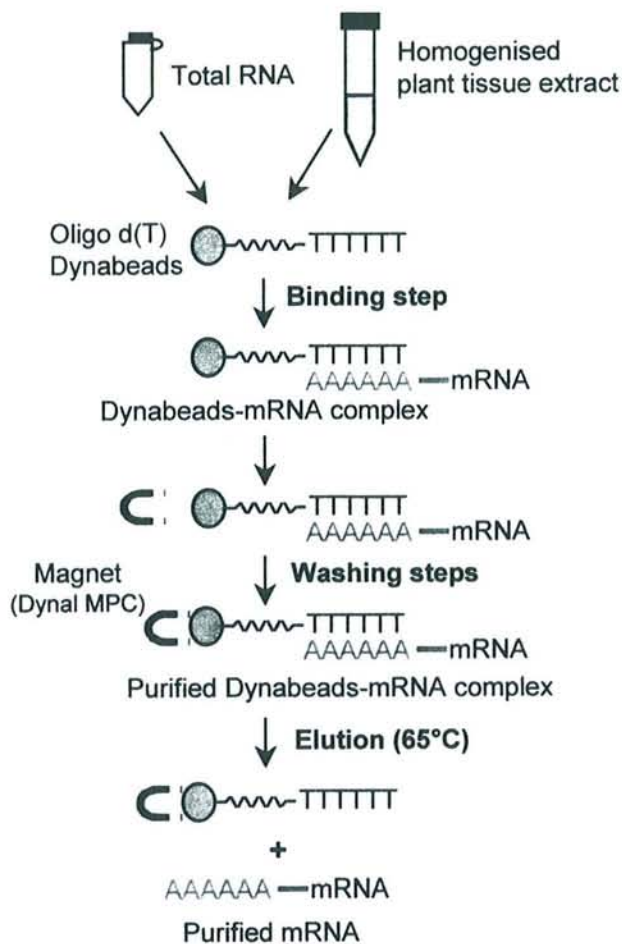 Total RNA
Homogenised
plant tissue extract
Oligo d(T)
Dynabeads
TTTTTT
Binding step
TTTTTT
AAAAAA mRNA
Dynabeads-mRNA complex
TTTTTT
AAAAAA mRNA
Washing steps
Magnet
(Dynal MPC)
TTTTTT
AAAAAA mRNA
Purified Dynabeads-mRNA complex
Elution (65°C)
TTTTTT
+
AAAAAA mRNA
Purified mRNA